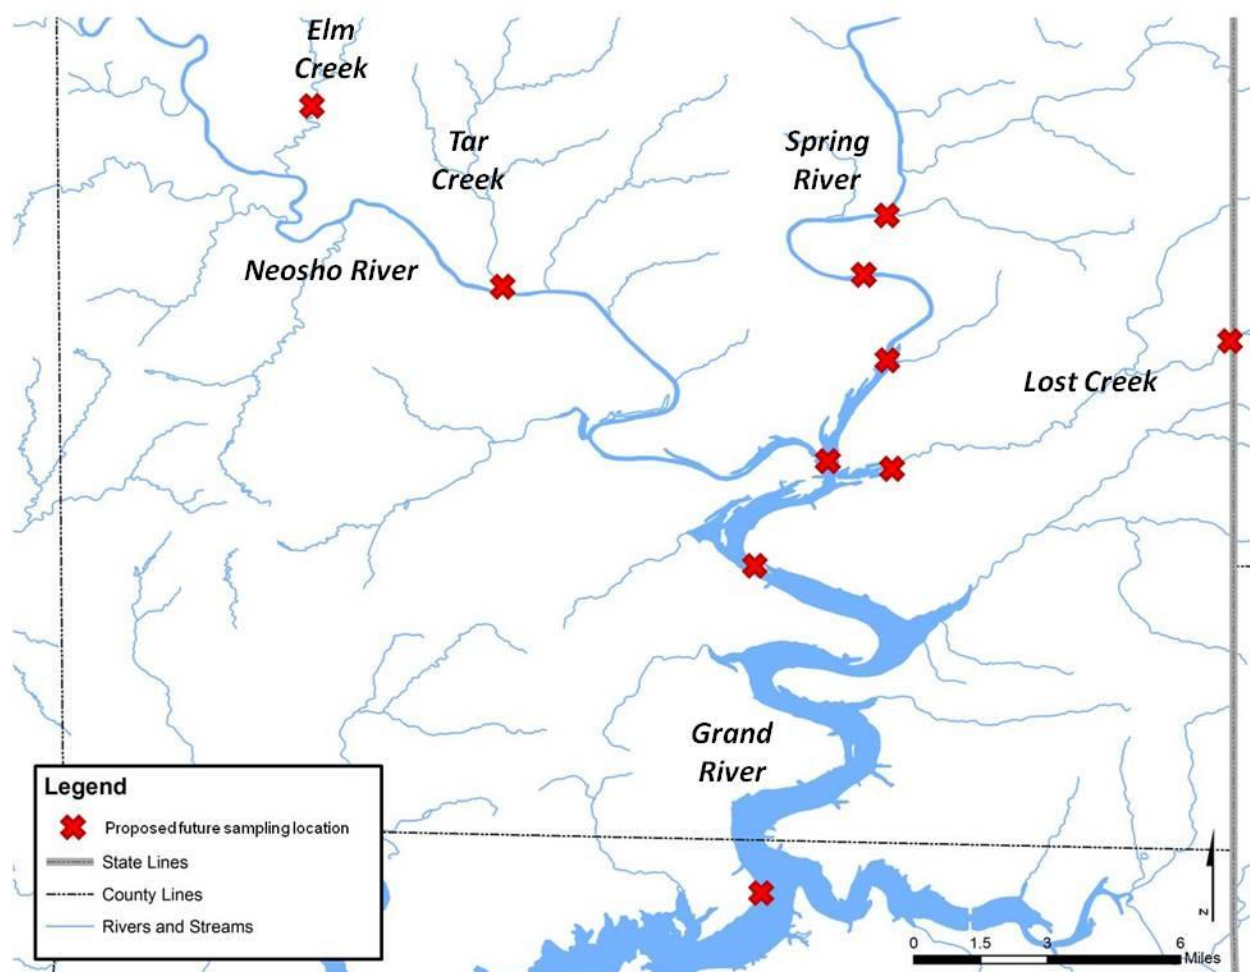 Elm
Creek
Tar
Creek
Spring
River
Neosho River
Lost Creek
Grand
River
Legend
Proposed future sampling location
State Lines
County Lines
Rivers and Streams
N
0 1.5 3 6
Miles